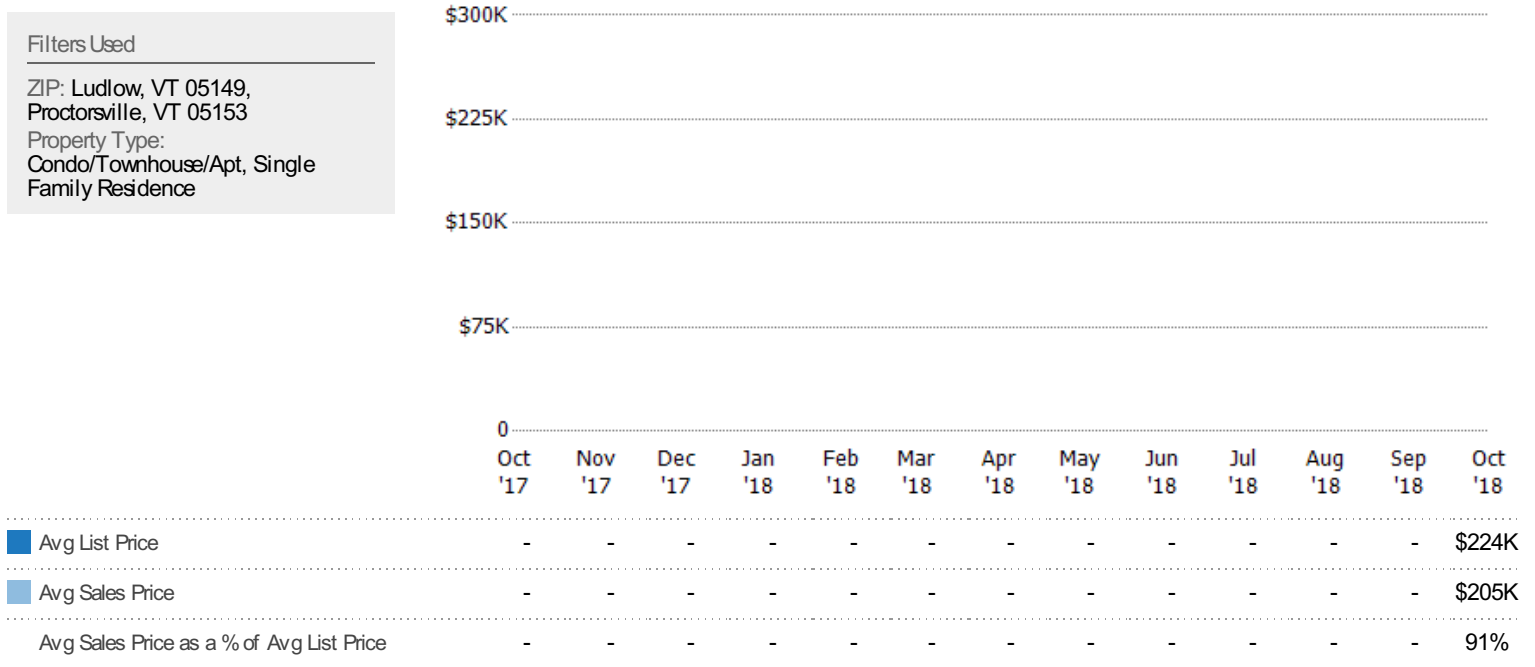 Filters Used
ZIP: Ludlow, VT 05149,
Proctorsville, VT 05153
Property Type:
Condo/Townhouse/Apt, Single
Family Residence
$300K
$225K
$150K
$75K
0
Oct Nov Dec Jan Feb Mar Apr May Jun Jul Aug Sep Oct
'17 '17 '17 '18 '18 '18 '18 '18 '18 '18 '18 '18 '18
Avg List Price - - - - - - - - - - - - $224K
Avg Sales Price - - - - - - - - - - - - $205K
Avg Sales Price as a % of Avg List Price - - - - - - - - - - - - 91%